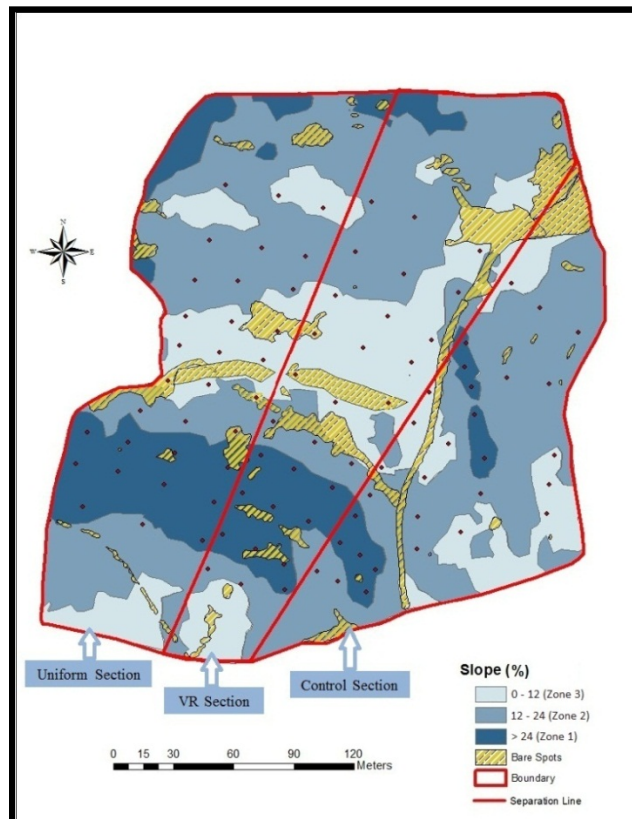 N
W E
S
Uniform Section
VR Section
Control Section
Slope (%)
0 - 12 (Zone 3)
12 - 24 (Zone 2)
> 24 (Zone 1)
Bare Spots
Boundary
Separation Line
0 15 30 60 90 120
Meters